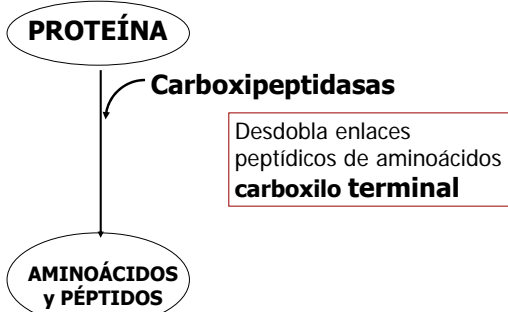 PROTEÍNA
Carboxipeptidasas
Desdobla enlaces
peptídicos de aminoácidos
carboxilo terminal
AMINOÁCIDOS
y PÉPTIDOS